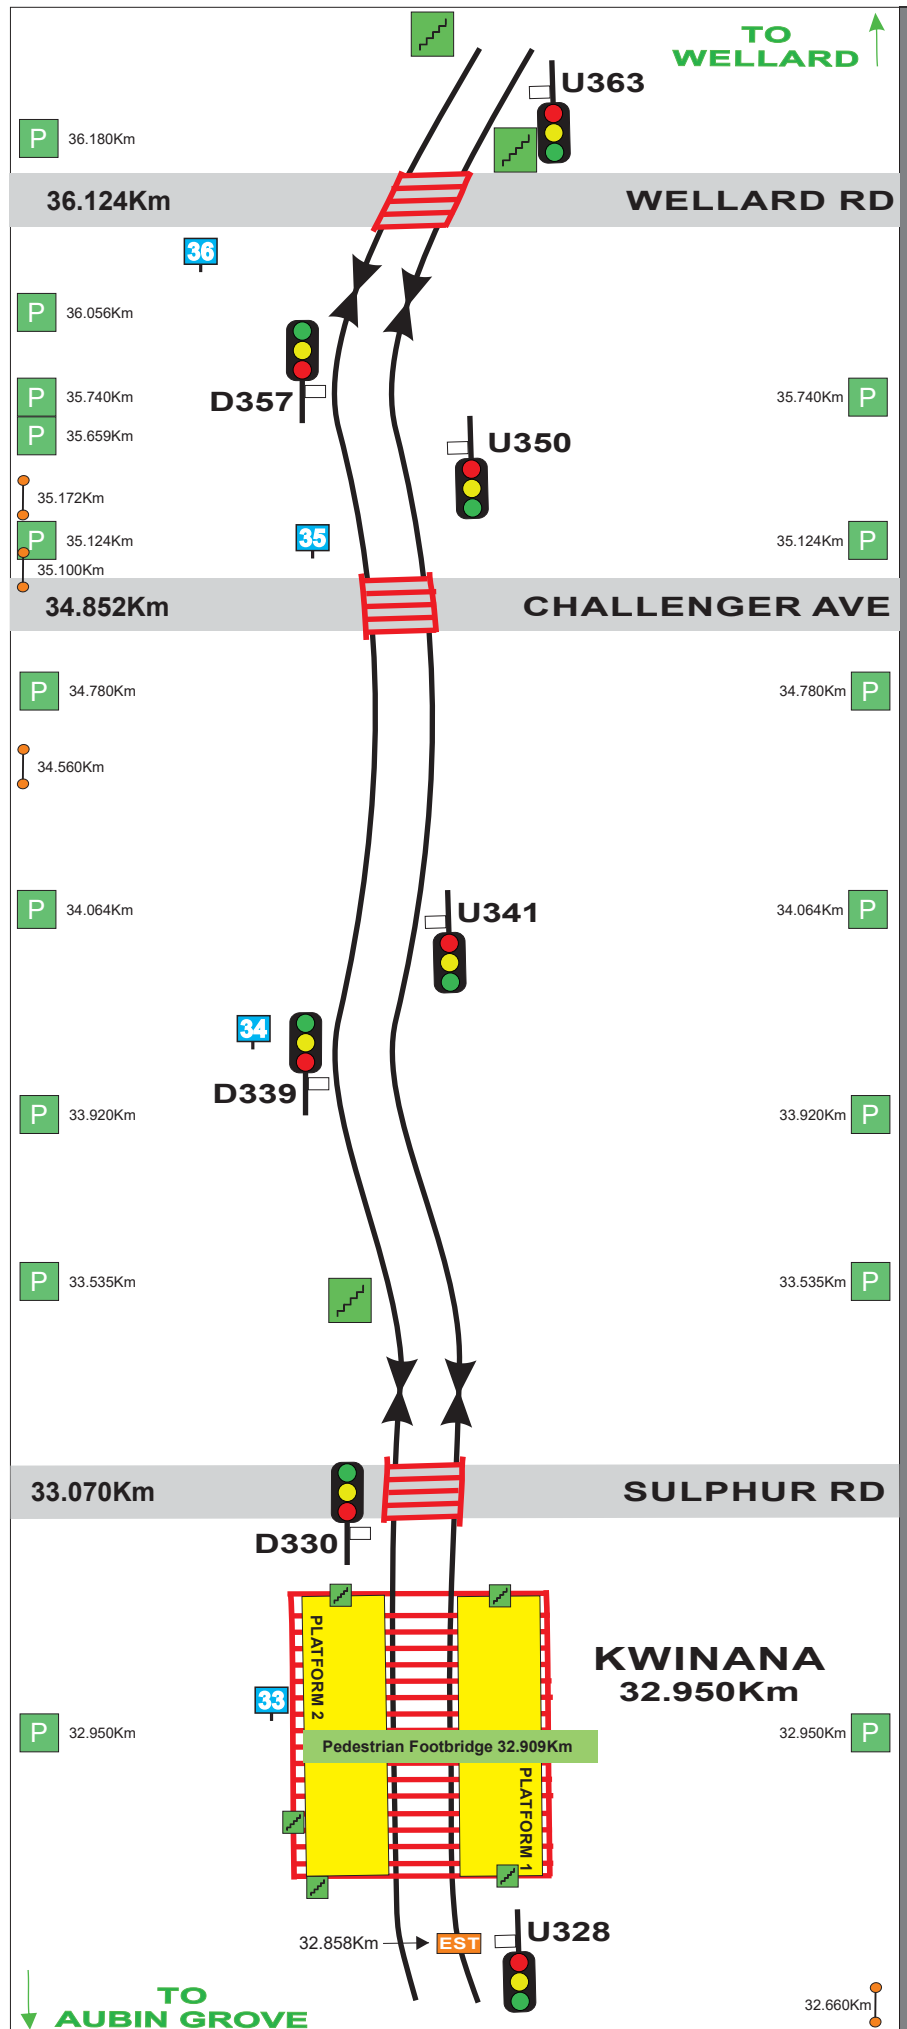 TO
WELLARD
U363
P 36.180Km
36.124Km WELLARD RD
36
P 36.056Km
D357
P 35.740Km 35.740Km P
P 35.659Km
U350
35.172Km
P 35.124Km 35 35.124Km P
35.100Km
34.852Km CHALLENGER AVE
P 34.780Km 34.780Km P
34.560Km
P 34.064Km U341 34.064Km P
34
D339
P 33.920Km 33.920Km P
P 33.535Km 33.535Km P
33.070Km SULPHUR RD
D330
PLATFORM 2
KWINANA
32.950Km
33
P 32.950Km 32.950Km P
Pedestrian Footbridge 32.909Km
PLATFORM 1
U328
32.858Km EST
TO
AUBIN GROVE
32.660Km